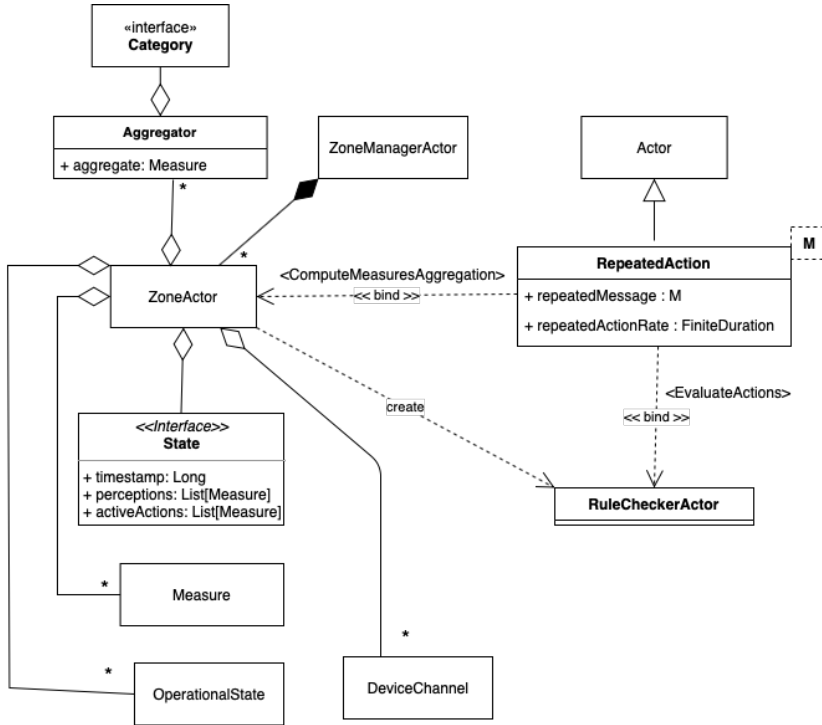 «interface»
Category
Aggregator
+ aggregate: Measure
*
ZoneManagerActor
*
Actor
M
RepeatedAction
+ repeatedMessage : M
+ repeatedActionRate : FiniteDuration
<ComputeMeasuresAggregation>
<< bind >>
ZoneActor
<EvaluateActions>
<< bind >>
create
<<Interface>>
State
+ timestamp: Long
+ perceptions: List[Measure]
+ activeActions: List[Measure]
RuleCheckerActor
*
Measure
*
OperationalState
*
DeviceChannel